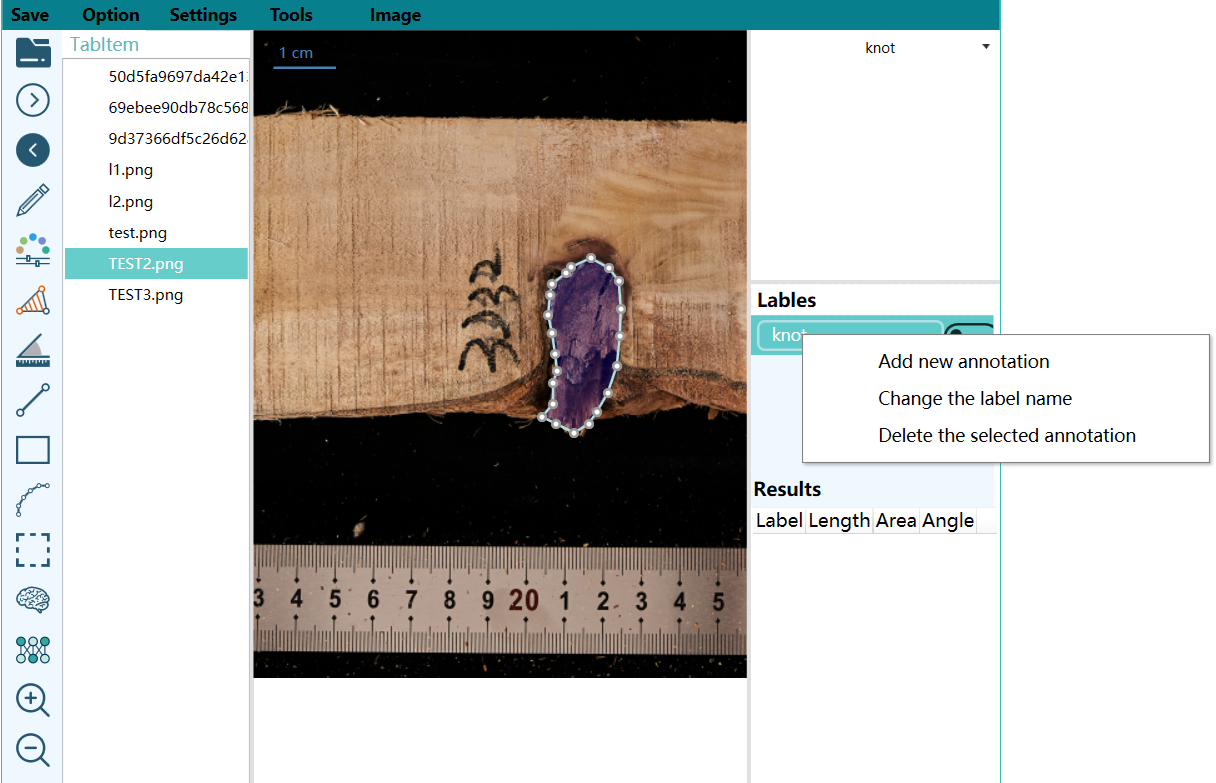 Save Option Settings Tools Image
TabItem
50d5fa9697da42e1
69ebee90db78c568
9d37366df5c26d62
l1.png
l2.png
test.png
TEST2.png
TEST3.png
1 cm
3 4 5 6 7 8 9 20 1 2 3 4 5
knot
Lables
knot
Add new annotation
Change the label name
Delete the selected annotation
Results
Label Length Area Angle